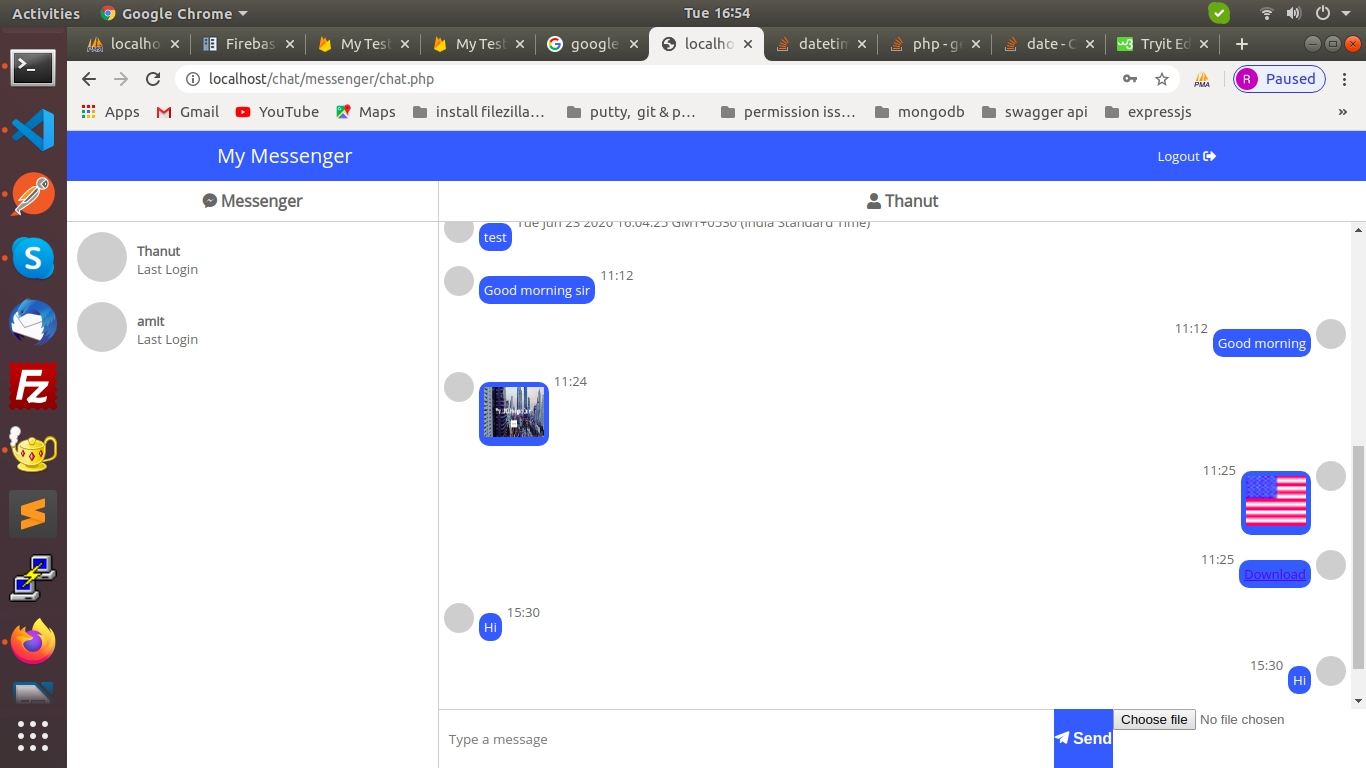 Activities Google Chrome Tue 16:54
localho Firebas My Test My Test google localho datetim php - ge date - C Tryit Ed
localhost/chat/messenger/chat.php PMA R Paused
Apps Gmail YouTube Maps install filezilla… putty, git & p… permission iss… mongodb swagger api expressjs »
My Messenger Logout
Messenger Thanut
Tue Jun 23 2020 16:04:25 GMT+0530 (India Standard Time)
test
Thanut
Last Login
amit
Last Login
11:12
Good morning sir
11:12
Good morning
11:24
11:25
11:25
Download
15:30
Hi
15:30
Hi
Type a message Send Choose file No file chosen